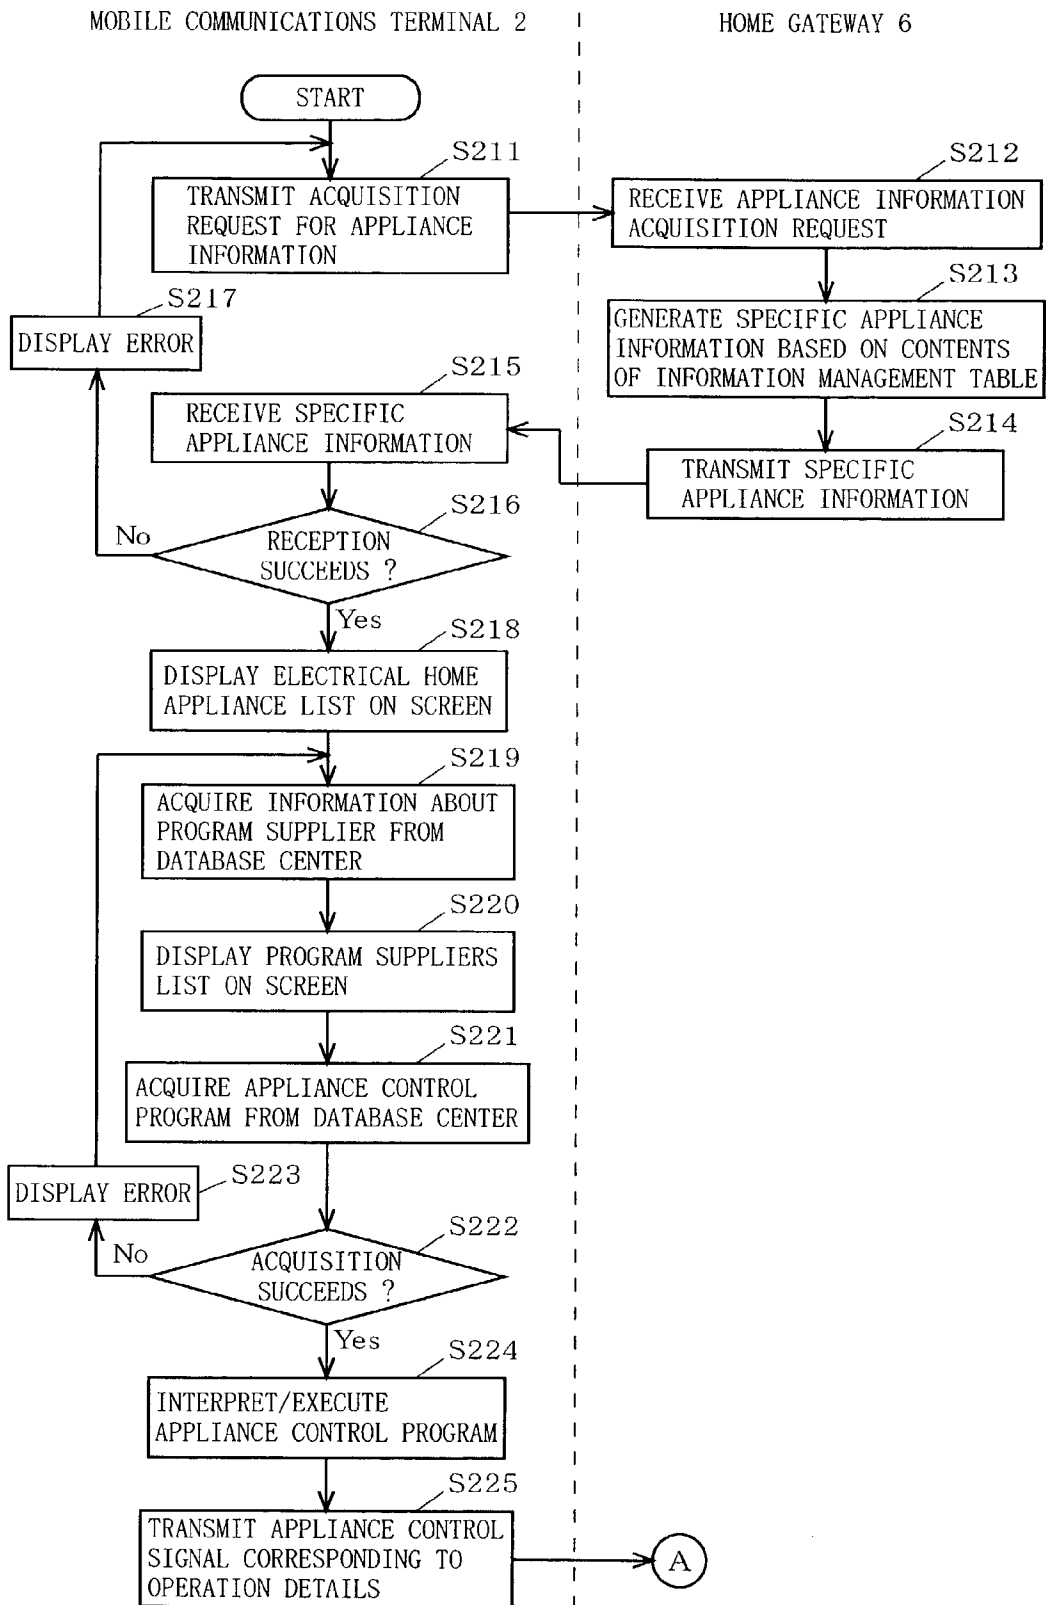 MOBILE COMMUNICATIONS TERMINAL 2
HOME GATEWAY 6
START
S211
TRANSMIT ACQUISITION
REQUEST FOR APPLIANCE
INFORMATION
S212
RECEIVE APPLIANCE INFORMATION
ACQUISITION REQUEST
S213
GENERATE SPECIFIC APPLIANCE
INFORMATION BASED ON CONTENTS
OF INFORMATION MANAGEMENT TABLE
S214
TRANSMIT SPECIFIC
APPLIANCE INFORMATION
S217
DISPLAY ERROR
S215
RECEIVE SPECIFIC
APPLIANCE INFORMATION
S216
RECEPTION
SUCCEEDS ?
No
Yes
S218
DISPLAY ELECTRICAL HOME
APPLIANCE LIST ON SCREEN
S219
ACQUIRE INFORMATION ABOUT
PROGRAM SUPPLIER FROM
DATABASE CENTER
S220
DISPLAY PROGRAM SUPPLIERS
LIST ON SCREEN
S221
ACQUIRE APPLIANCE CONTROL
PROGRAM FROM DATABASE CENTER
S223
DISPLAY ERROR
S222
ACQUISITION
SUCCEEDS ?
No
Yes
S224
INTERPRET/EXECUTE
APPLIANCE CONTROL PROGRAM
S225
TRANSMIT APPLIANCE CONTROL
SIGNAL CORRESPONDING TO
OPERATION DETAILS
A